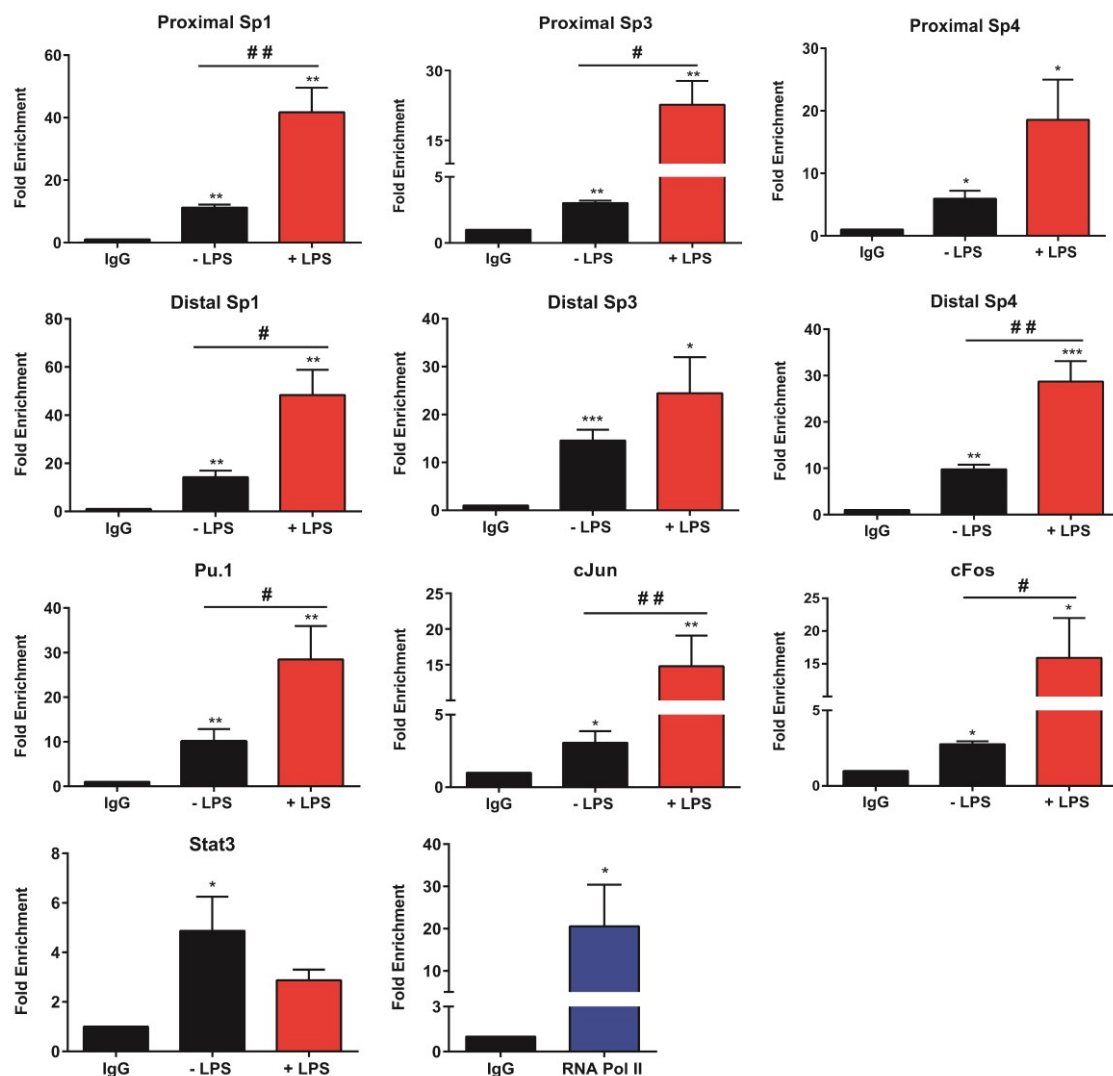 Proximal Sp1
Fold Enrichment
60
40
20
0
# #
**
**
IgG
- LPS
+ LPS
Proximal Sp3
Fold Enrichment
30
15
5
0
#
**
**
IgG
- LPS
+ LPS
Proximal Sp4
Fold Enrichment
30
20
10
0
*
*
IgG
- LPS
+ LPS
Distal Sp1
Fold Enrichment
80
60
40
20
0
#
**
**
IgG
- LPS
+ LPS
Distal Sp3
Fold Enrichment
40
30
20
10
0
***
*
IgG
- LPS
+ LPS
Distal Sp4
Fold Enrichment
40
30
20
10
0
# #
**
***
IgG
- LPS
+ LPS
Pu.1
Fold Enrichment
40
30
20
10
0
#
**
**
IgG
- LPS
+ LPS
cJun
Fold Enrichment
25
20
15
5
0
# #
*
**
IgG
- LPS
+ LPS
cFos
Fold Enrichment
25
20
15
5
0
#
*
*
IgG
- LPS
+ LPS
Stat3
Fold Enrichment
8
6
4
2
0
*
IgG
- LPS
+ LPS
Fold Enrichment
40
30
20
10
3
0
*
IgG
RNA Pol II